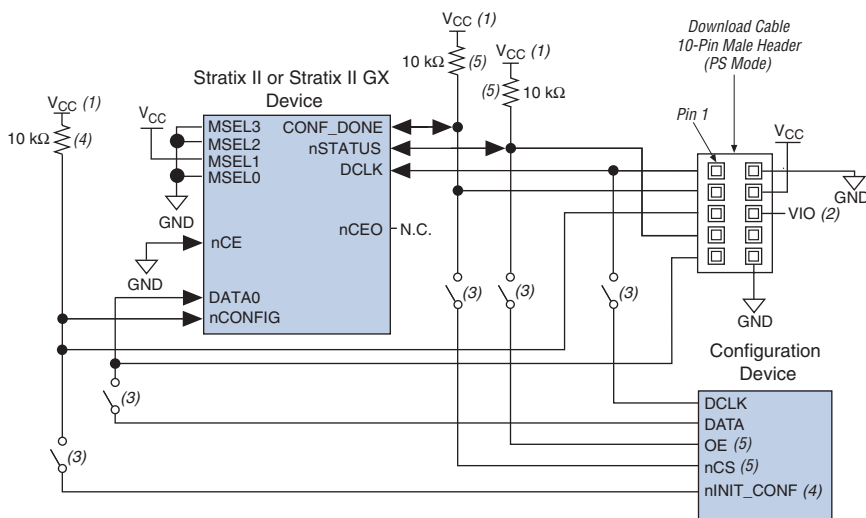 VCC (1)
VCC (1)
Download Cable
10-Pin Male Header
(PS Mode)
10 kΩ
(5)
(5)
10 kΩ
Stratix II or Stratix II GX
Device
VCC (1)
VCC
10 kΩ
(4)
MSEL3
MSEL2
MSEL1
MSEL0
CONF_DONE
nSTATUS
DCLK
Pin 1
VCC
GND
GND
VIO (2)
nCE
nCEO
N.C.
GND
DATA0
nCONFIG
(3)
(3)
(3)
GND
Configuration
Device
(3)
(3)
DCLK
DATA
OE (5)
nCS (5)
nINIT_CONF (4)